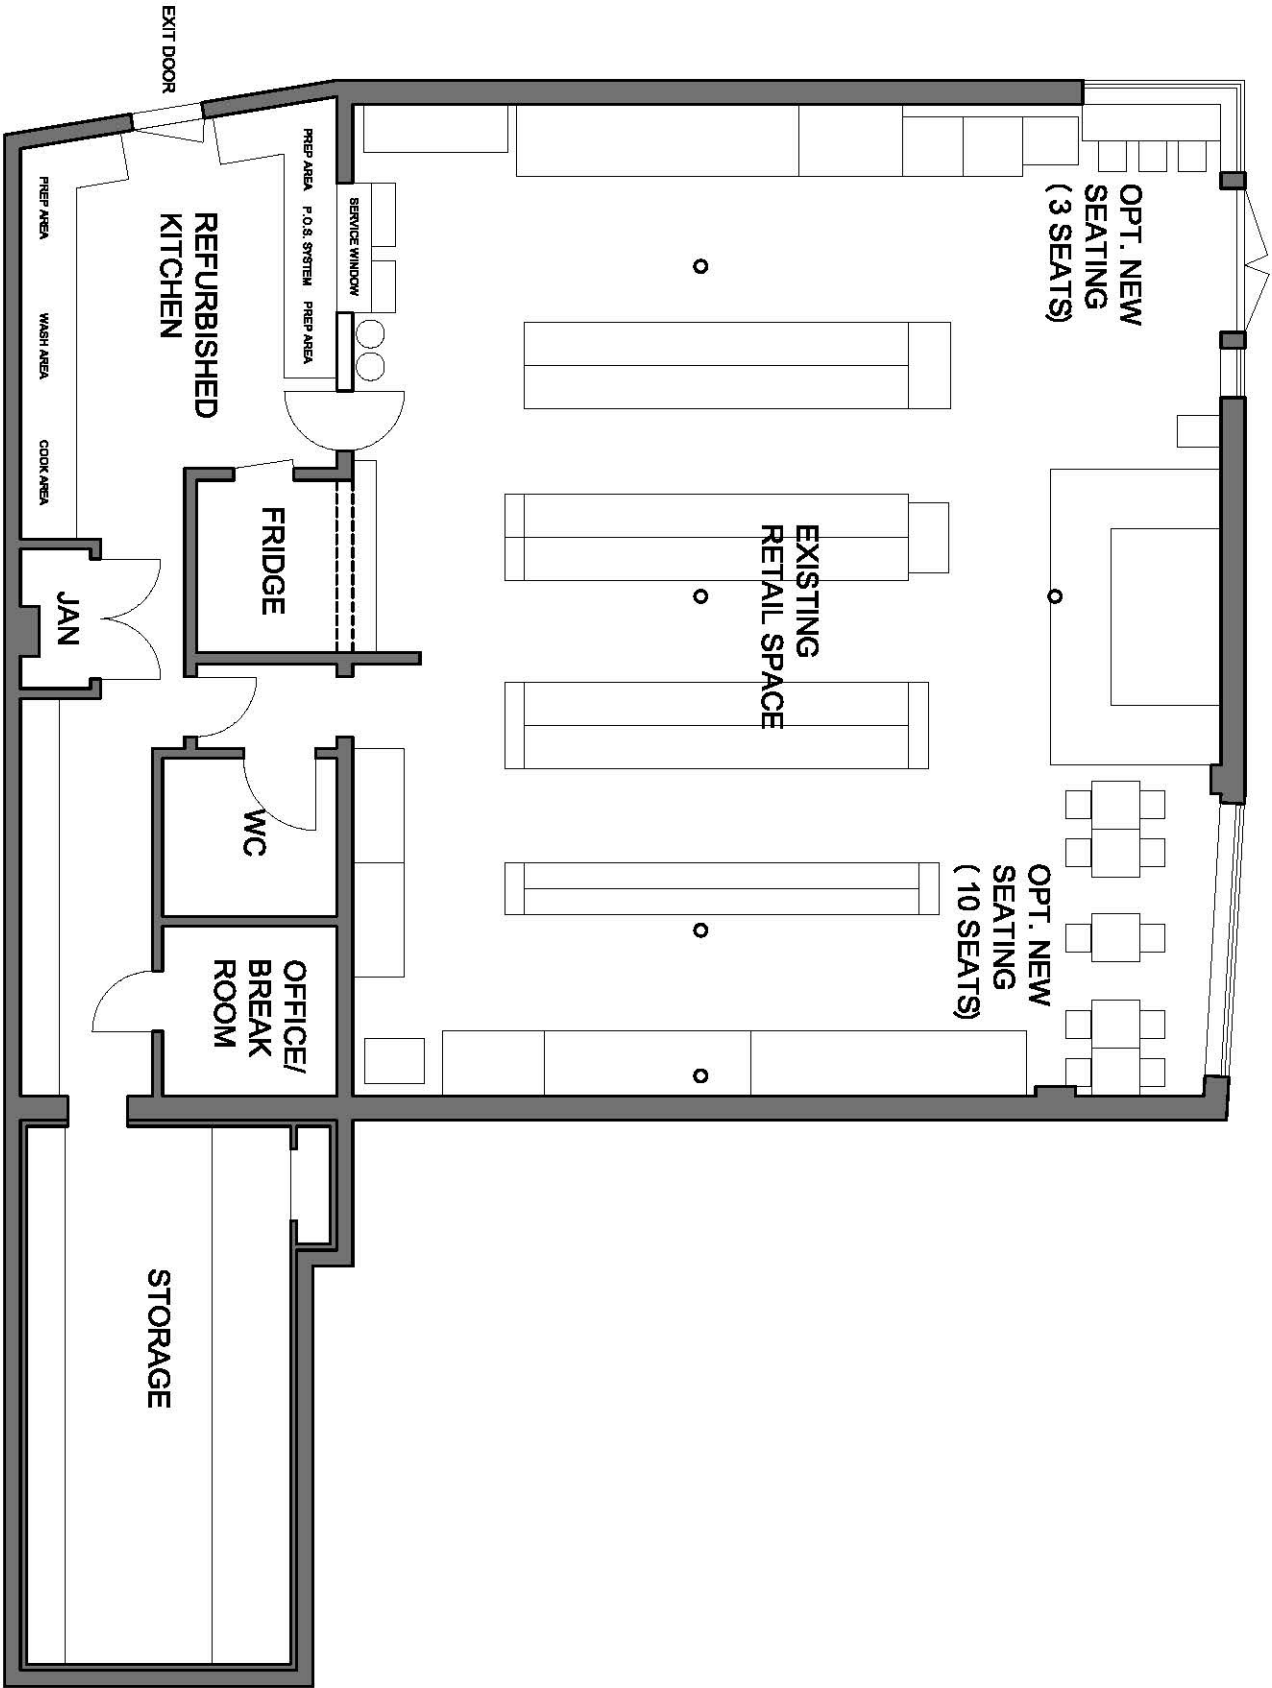 EXIT DOOR
PREP AREA
P.O.S. SYSTEM
PREP AREA
SERVICE WINDOW
REFURBISHED
KITCHEN
PREP AREA
WASH AREA
COOK AREA
FRIDGE
JAN
WC
OFFICE/
BREAK
ROOM
STORAGE
EXISTING
RETAIL SPACE
OPT. NEW
SEATING
( 3 SEATS)
OPT. NEW
SEATING
( 10 SEATS)